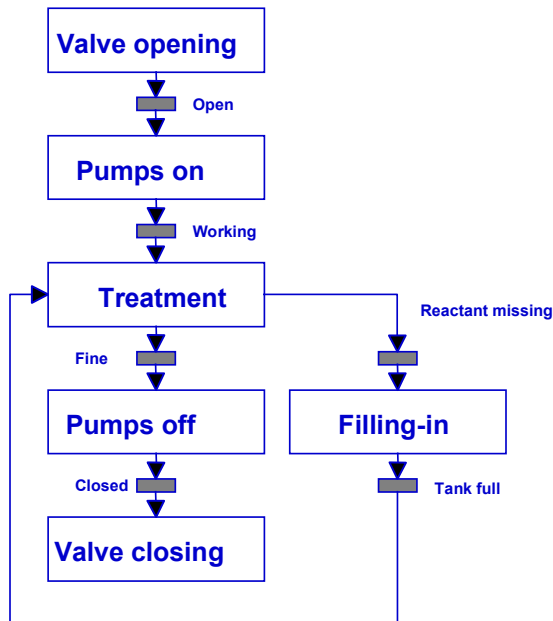 Valve opening
Open
Pumps on
Working
Treatment
Reactant missing
Fine
Pumps off
Filling-in
Closed
Tank full
Valve closing